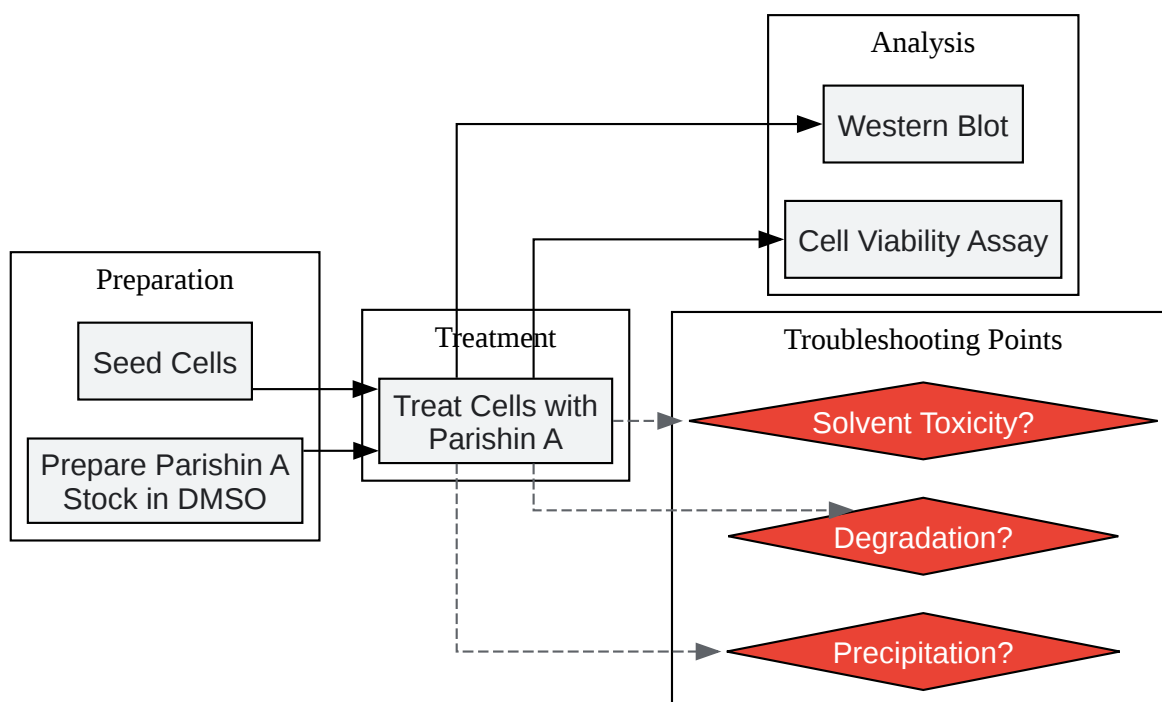 Preparation
Seed Cells
Prepare Parishin A
Stock in DMSO
Treatment
Treat Cells with
Parishin A
Analysis
Western Blot
Cell Viability Assay
Troubleshooting Points
Solvent Toxicity?
Degradation?
Precipitation?